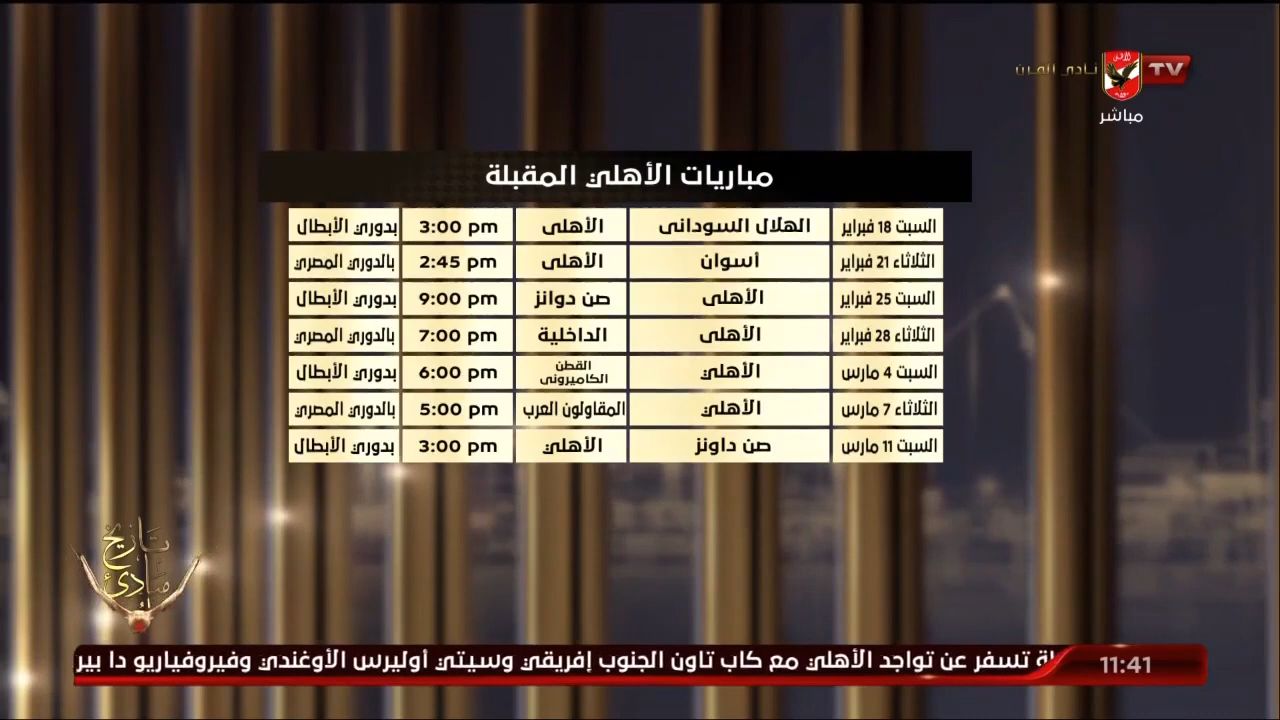 نادي القرن
TV
مباشر
مباريات الأهلي المقبلة
السبت 18 فبراير الهلال السودانى الأهلى 3:00 pm بدوري الأبطال
الثلاثاء 21 فبراير أسوان الأهلى 2:45 pm بالدوري المصري
السبت 25 فبراير الأهلى صن دوانز 9:00 pm بدوري الأبطال
الثلاثاء 28 فبراير الأهلى الداخلية 7:00 pm بالدوري المصري
السبت 4 مارس الأهلي القطن الكاميرونى 6:00 pm بدوري الأبطال
الثلاثاء 7 مارس الأهلي المقاولون العرب 5:00 pm بالدوري المصري
السبت 11 مارس صن داونز الأهلي 3:00 pm بدوري الأبطال
تاريخ
مبادئ
11:41
تسفر عن تواجد الأهلي مع كاب تاون الجنوب إفريقي وسيتي أوليرس الأوغندي وفيروفياريو دا بير